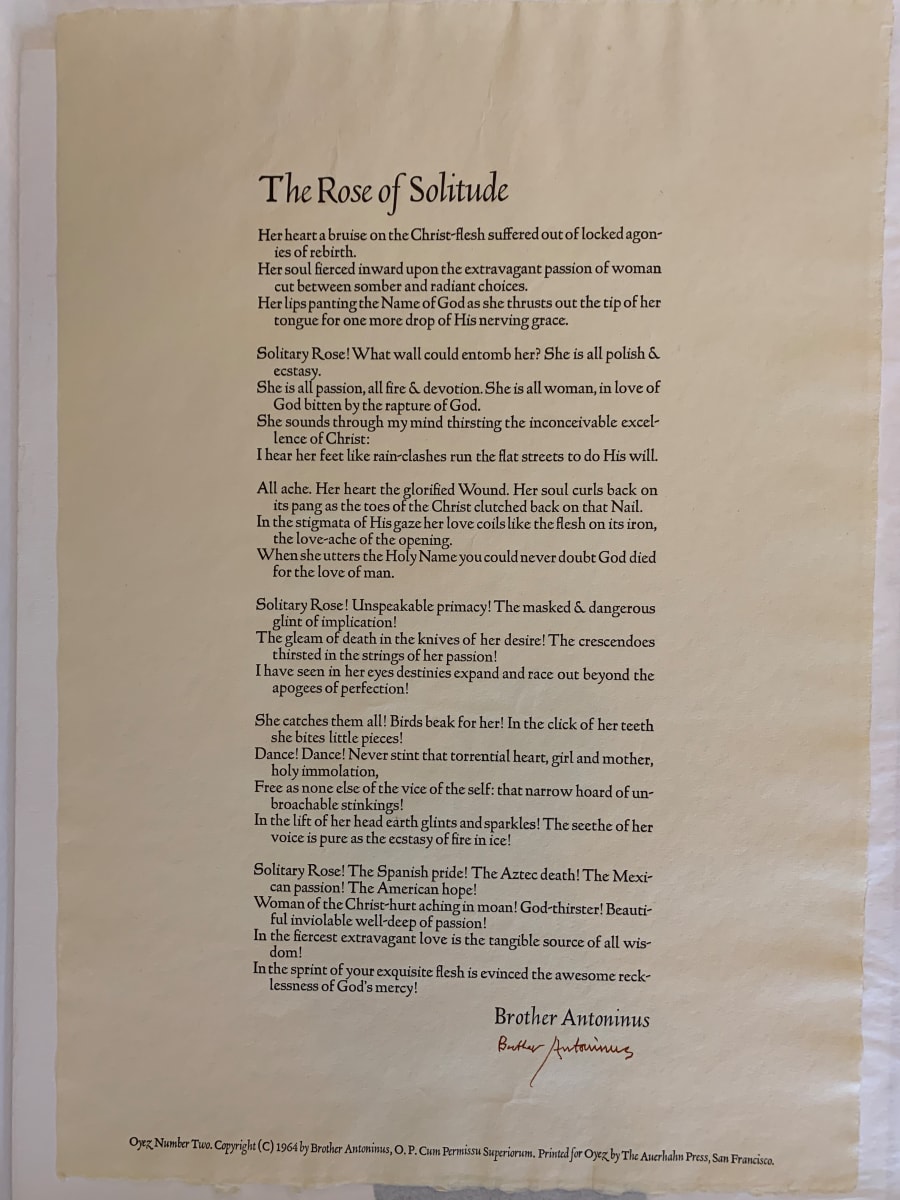 The Rose of Solitude
Her heart a bruise on the Christ-flesh suffered out of locked agon-
ies of rebirth.
Her soul fierced inward upon the extravagant passion of woman
cut between somber and radiant choices.
Her lips panting the Name of God as she thrusts out the tip of her
tongue for one more drop of His nerving grace.
Solitary Rose! What wall could entomb her? She is all polish &
ecstasy.
She is all passion, all fire & devotion. She is all woman, in love of
God bitten by the rapture of God.
She sounds through my mind thirsting the inconceivable excel-
lence of Christ:
I hear her feet like rain-clashes run the flat streets to do His will.
All ache. Her heart the glorified Wound. Her soul curls back on
its pang as the toes of the Christ clutched back on that Nail.
In the stigmata of His gaze her love coils like the flesh on its iron,
the love-ache of the opening.
When she utters the Holy Name you could never doubt God died
for the love of man.
Solitary Rose! Unspeakable primacy! The masked & dangerous
glint of implication!
The gleam of death in the knives of her desire! The crescendoes
thirsted in the strings of her passion!
I have seen in her eyes destinies expand and race out beyond the
apogees of perfection!
She catches them all! Birds beak for her! In the click of her teeth
she bites little pieces!
Dance! Dance! Never stint that torrential heart, girl and mother,
holy immolation,
Free as none else of the vice of the self: that narrow hoard of un-
broachable stinkings!
In the lift of her head earth glints and sparkles! The seethe of her
voice is pure as the ecstasy of fire in ice!
Solitary Rose! The Spanish pride! The Aztec death! The Mexi-
can passion! The American hope!
Woman of the Christ-hurt aching in moan! God-thirster! Beauti-
ful inviolable well-deep of passion!
In the fiercest extravagant love is the tangible source of all wis-
dom!
In the sprint of your exquisite flesh is evinced the awesome reck-
lessness of God's mercy!
Brother Antoninus
Brother Antoninus
Oyez Number Two. Copyright (C) 1964 by Brother Antoninus, O. P. Cum Permissu Superiorum. Printed for Oyez by The Auerhahn Press, San Francisco.